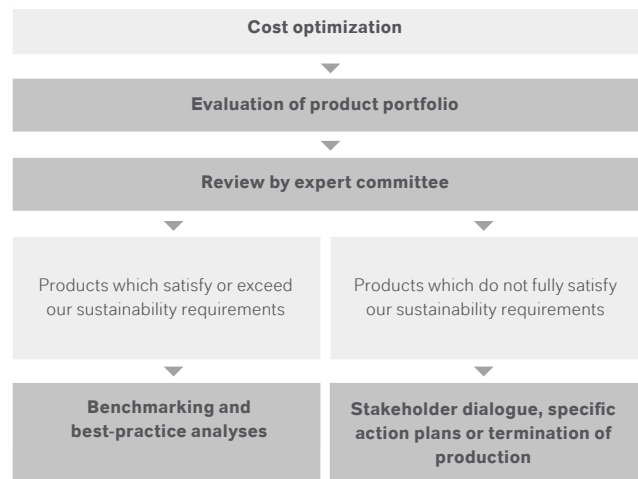 Cost optimization
Evaluation of product portfolio
Review by expert committee
Products which satisfy or exceed
our sustainability requirements
Products which do not fully satisfy
our sustainability requirements
Benchmarking and
best-practice analyses
Stakeholder dialogue, specific
action plans or termination of
production